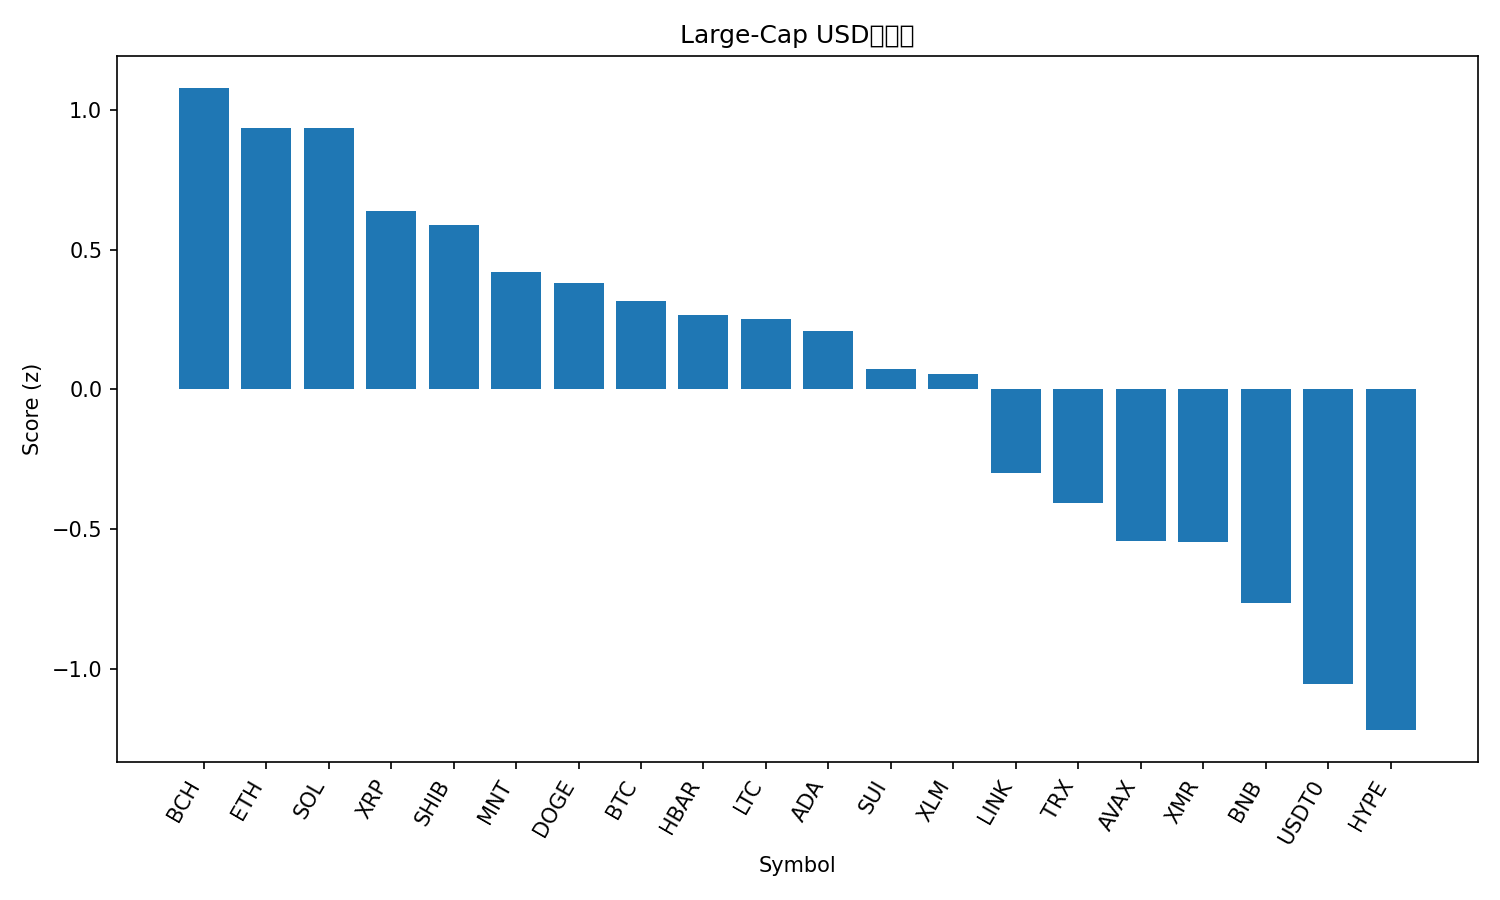 Large-Cap USD
1.0
0.5
0.0
−0.5
−1.0
Score (z)
BCH
ETH
SOL
XRP
SHIB
MNT
DOGE
BTC
HBAR
LTC
ADA
SUI
XLM
LINK
TRX
AVAX
XMR
BNB
USDT0
HYPE
Symbol